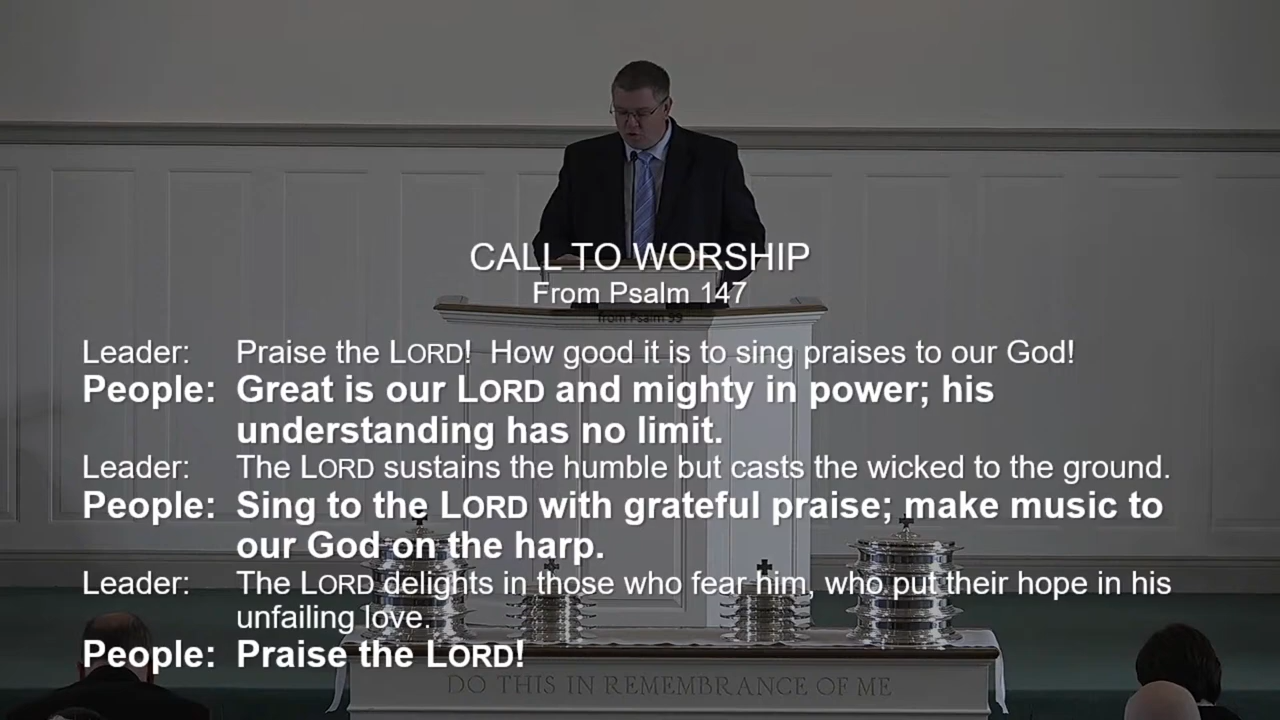 CALL TO WORSHIP
From Psalm 147
from Psalm 99
Leader: Praise the LORD! How good it is to sing praises to our God!
People: Great is our LORD and mighty in power; his
understanding has no limit.
Leader: The LORD sustains the humble but casts the wicked to the ground.
People: Sing to the LORD with grateful praise; make music to
our God on the harp.
Leader: The LORD delights in those who fear him, who put their hope in his
unfailing love.
People: Praise the LORD!
DO THIS IN REMEMBRANCE OF ME